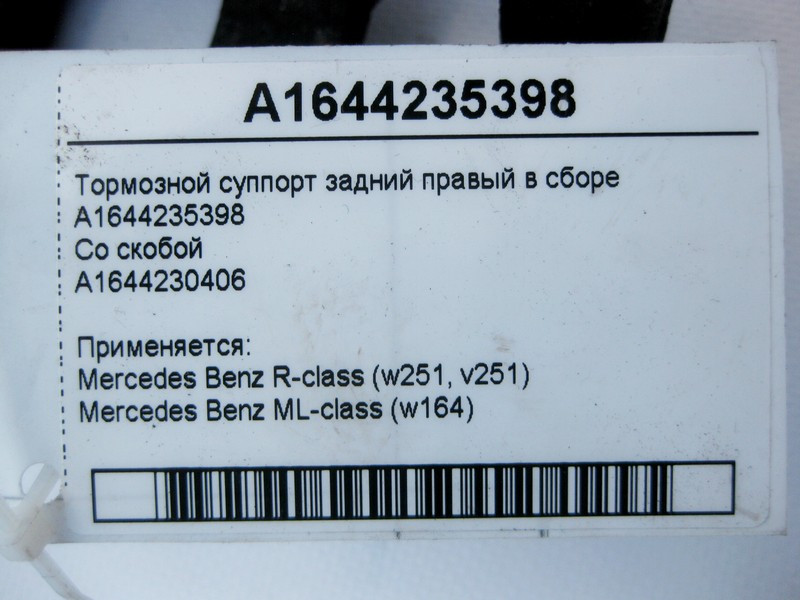 A1644235398
Тормозной суппорт задний правый в сборе
A1644235398
Со скобой
A1644230406
Применяется:
Mercedes Benz R-class (w251, v251)
Mercedes Benz ML-class (w164)